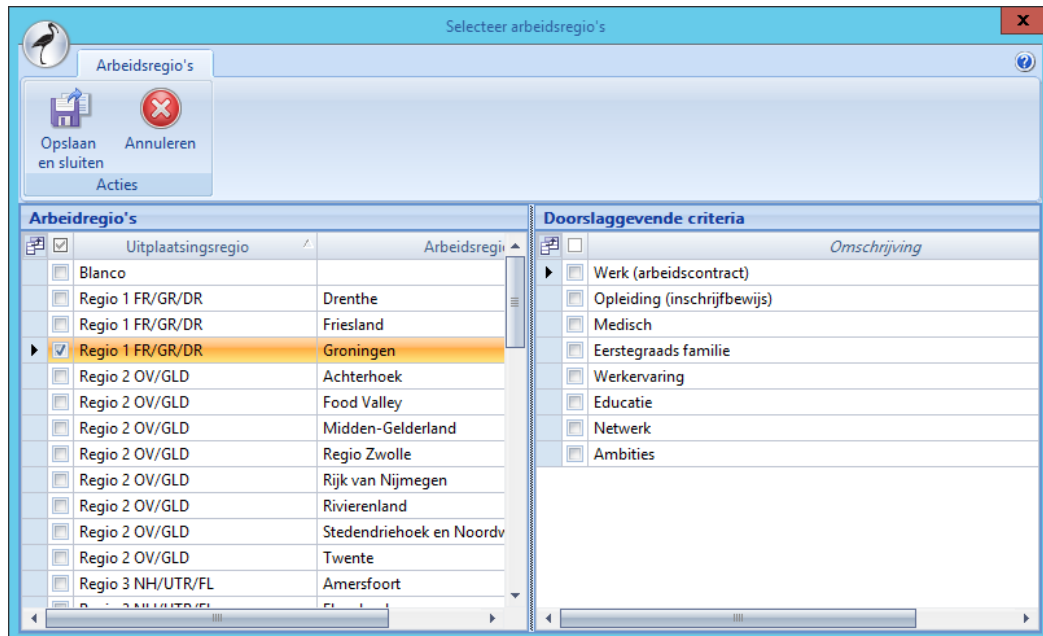 Selecteer arbeidsregio's
Arbeidsregio's
Opslaan en sluiten
Annuleren
Acties
Arbeidregio's
Uitplaatsingsregio Arbeidsregi
Blanco
Regio 1 FR/GR/DR Drenthe
Regio 1 FR/GR/DR Friesland
Regio 1 FR/GR/DR Groningen
Regio 2 OV/GLD Achterhoek
Regio 2 OV/GLD Food Valley
Regio 2 OV/GLD Midden-Gelderland
Regio 2 OV/GLD Regio Zwolle
Regio 2 OV/GLD Rijk van Nijmegen
Regio 2 OV/GLD Rivierenland
Regio 2 OV/GLD Stedendriehoek en Noordv
Regio 2 OV/GLD Twente
Regio 3 NH/UTR/FL Amersfoort
Doorslaggevende criteria
Omschrijving
Werk (arbeidscontract)
Opleiding (inschrijfbewijs)
Medisch
Eerstegraads familie
Werkervaring
Educatie
Netwerk
Ambities